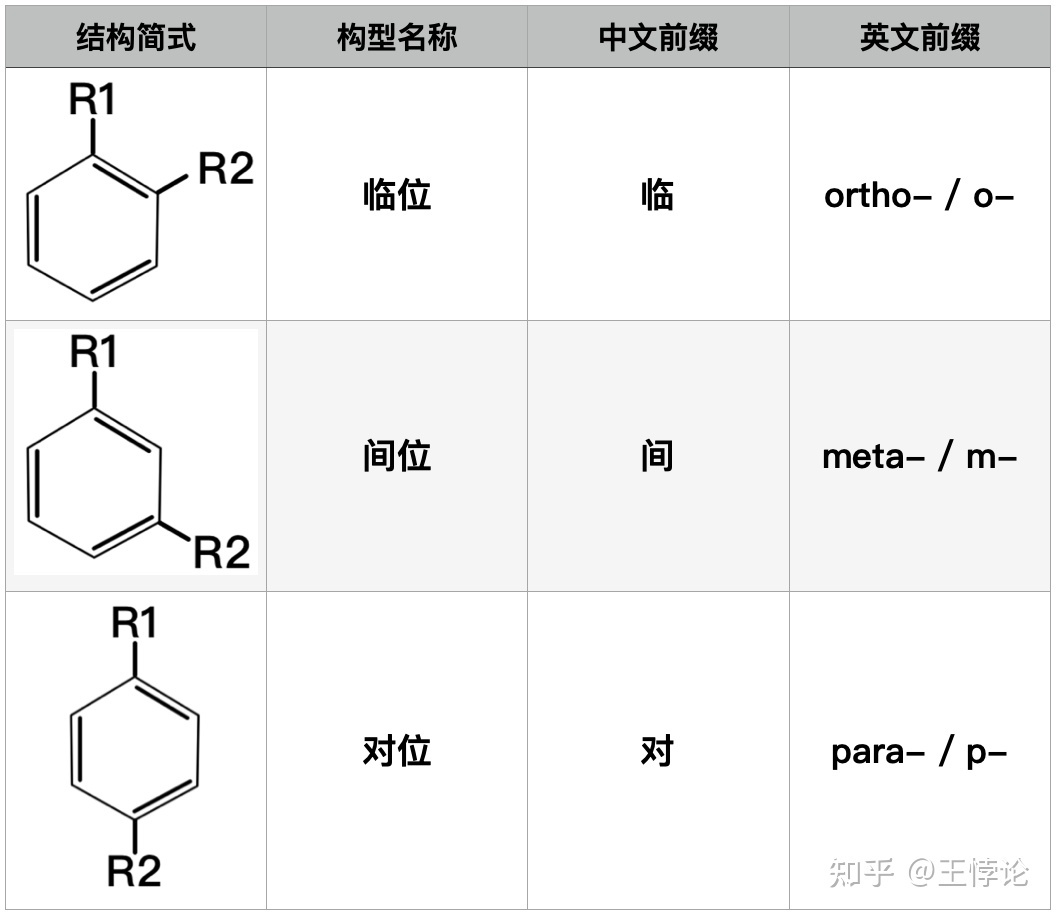 结构简式 构型名称 中文前缀 英文前缀
R1
R2
临位 临 ortho- / o-
R1
间位 间 meta- / m-
R2
R1
对位 对 para- / p-
R2
知乎 @王悖论